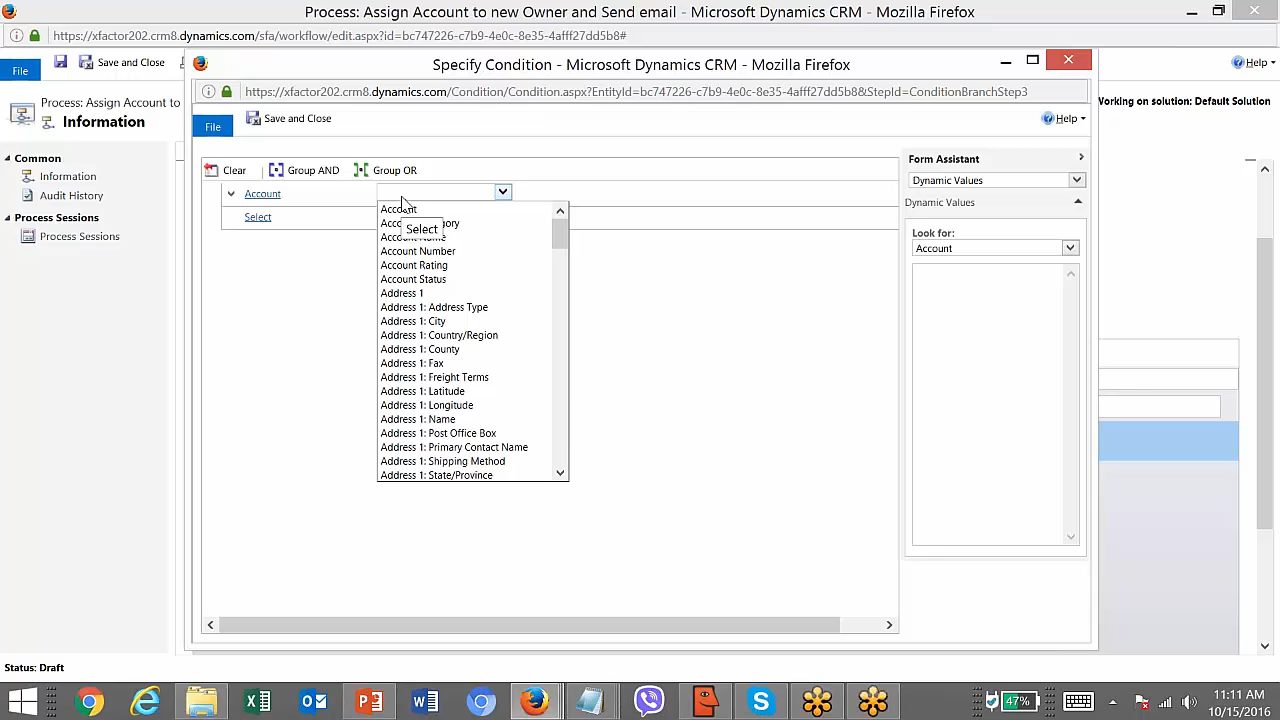 Process: Assign Account to new Owner and Send email - Microsoft Dynamics CRM - Mozilla Firefox
https://xfactor202.crm8.dynamics.com/sfa/workflow/edit.aspx?id=bc747226-c7b9-4e0c-8e35-4afff27dd5b8#
File
Save and Close
Help
Process: Assign Account to
Information
Working on solution: Default Solution
Common
Information
Audit History
Process Sessions
Process Sessions
Specify Condition - Microsoft Dynamics CRM - Mozilla Firefox
https://xfactor202.crm8.dynamics.com/Condition/Condition.aspx?EntityId=bc747226-c7b9-4e0c-8e35-4afff27dd5b8&StepId=ConditionBranchStep3
File
Save and Close
Help
Clear
Group AND
Group OR
Account
Select
Account
Select
Account Number
Account Rating
Account Status
Address 1
Address 1: Address Type
Address 1: City
Address 1: Country/Region
Address 1: County
Address 1: Fax
Address 1: Freight Terms
Address 1: Latitude
Address 1: Longitude
Address 1: Name
Address 1: Post Office Box
Address 1: Primary Contact Name
Address 1: Shipping Method
Address 1: State/Province
Form Assistant
Dynamic Values
Dynamic Values
Look for:
Account
Status: Draft
47%
11:11 AM
10/15/2016